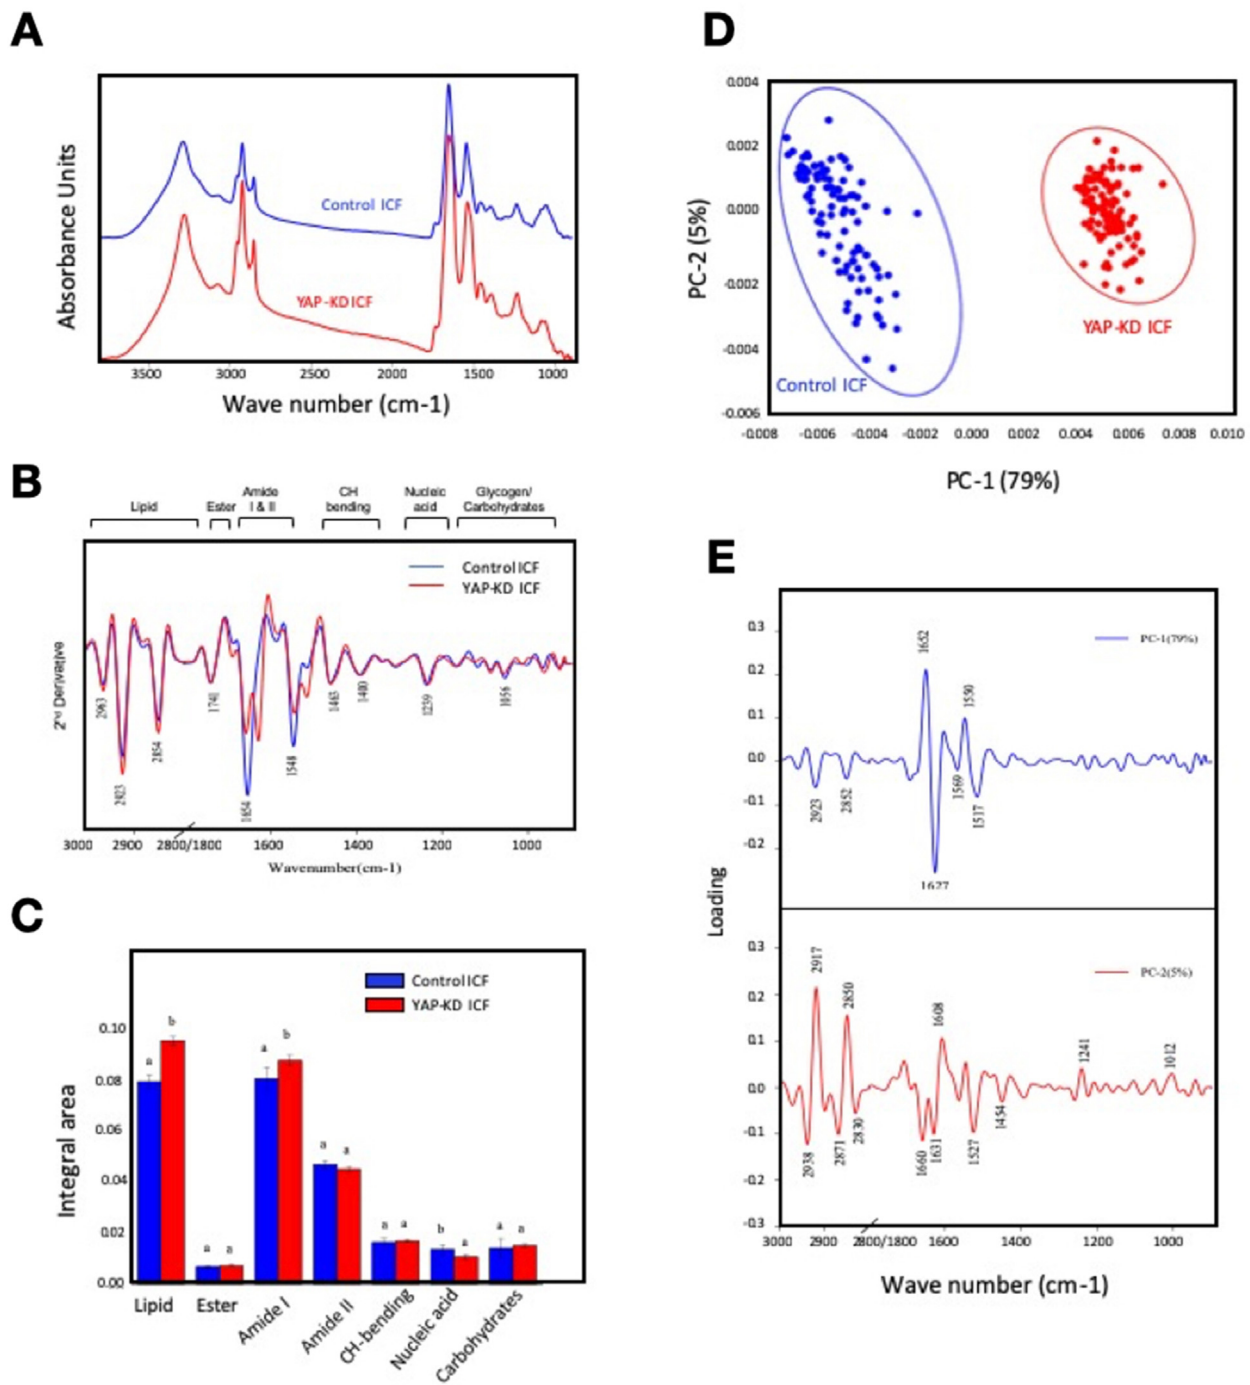 A
Absorbance Units
Control ICF
YAP-KD ICF
3500 3000 2500 2000 1500 1000
Wave number (cm-1)
B
Lipid Ester Amide I & II CH bending Nucleic acid Glycogen/ Carbohydrates
Control ICF
YAP-KD ICF
2nd Derivative
2963 2923 2854 1741 1654 1548 1463 1400 1239 1056
3000 2900 2800/1800 1600 1400 1200 1000
Wavenumber(cm-1)
C
Control ICF
YAP-KD ICF
Integral area
0.10
0.08
0.06
0.04
0.02
0.00
a b a a a b a a a a b a a a
Lipid Ester Amide I Amide II CH-bending Nucleic acid Carbohydrates
D
0.004
0.002
0.000
-0.002
-0.004
-0.006
PC-2 (5%)
YAP-KD ICF
Control ICF
-0.008 -0.006 -0.004 -0.002 0.000 0.002 0.004 0.006 0.008 0.010
PC-1 (79%)
E
Loading
PC-1(79%)
0.3
0.2
0.1
0.0
-0.1
-0.2
2923 2852 1652 1627 1569 1550 1517
PC-2(5%)
0.3
0.2
0.1
0.0
-0.1
-0.2
-0.3
2938 2917 2871 2850 2830 1660 1631 1608 1527 1454 1241 1012
3000 2900 2800/1800 1600 1400 1200 1000
Wave number (cm-1)